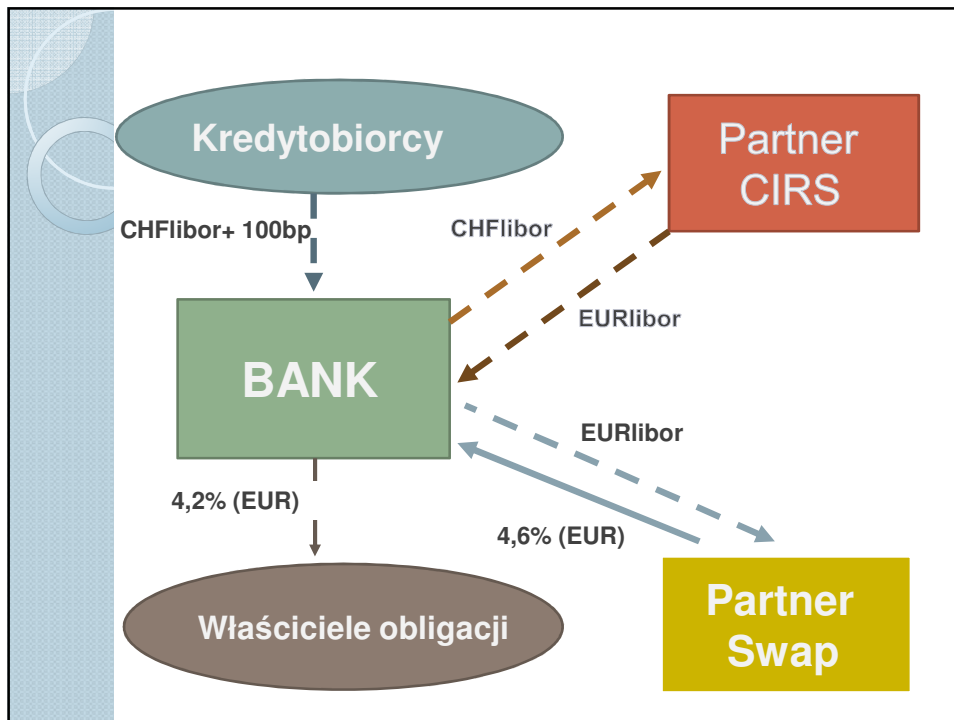 Kredytobiorcy
Partner
CIRS
CHFlibor+ 100bp
CHFlibor
EURlibor
BANK
EURlibor
4,2% (EUR)
4,6% (EUR)
Właściciele obligacji
Partner
Swap